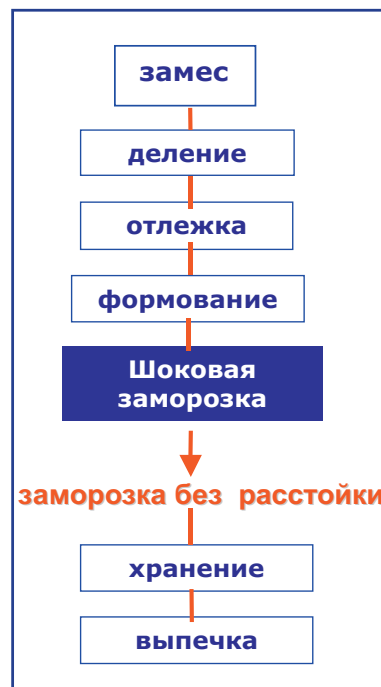 замес
деление
отлежка
формование
Шоковая
заморозка
заморозка без расстойки
хранение
выпечка